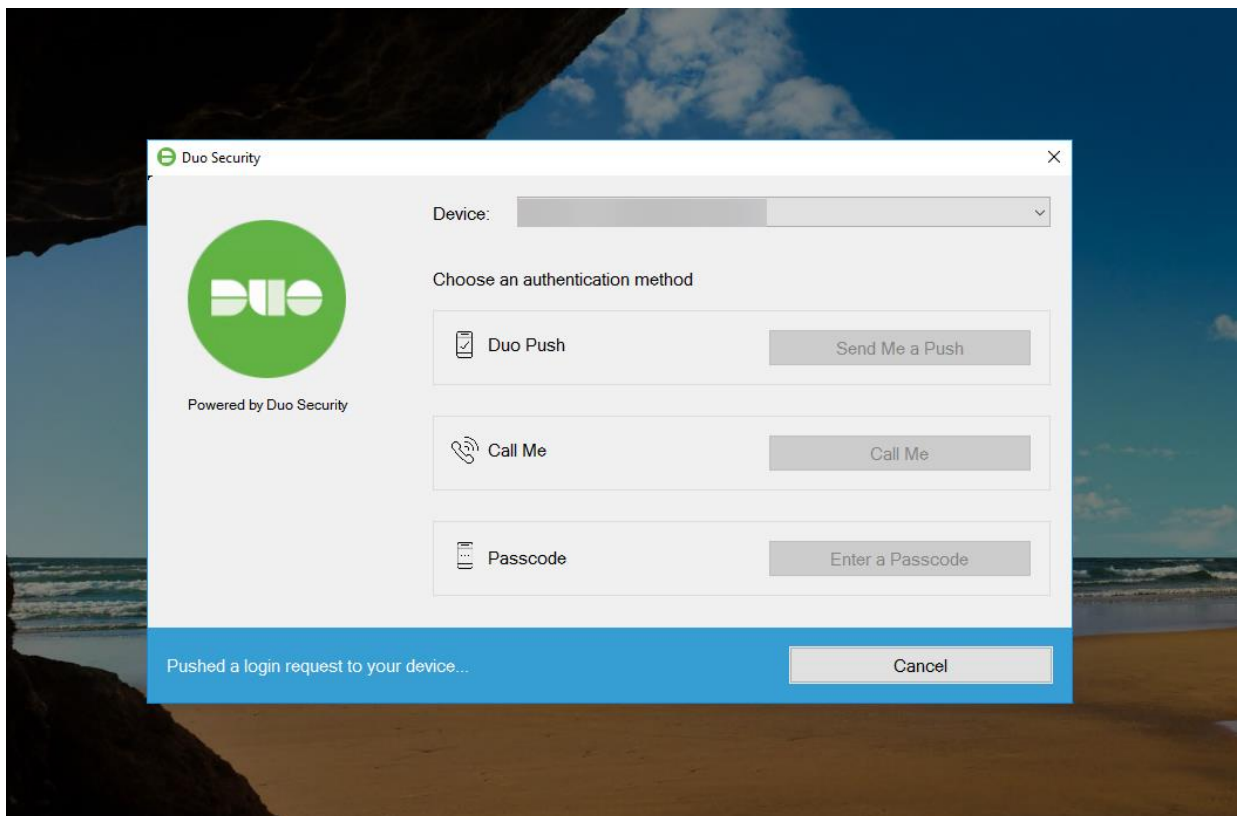 Duo Security
Device:
DUO
Choose an authentication method
Duo Push
Send Me a Push
Powered by Duo Security
Call Me
Call Me
Passcode
Enter a Passcode
Pushed a login request to your device...
Cancel